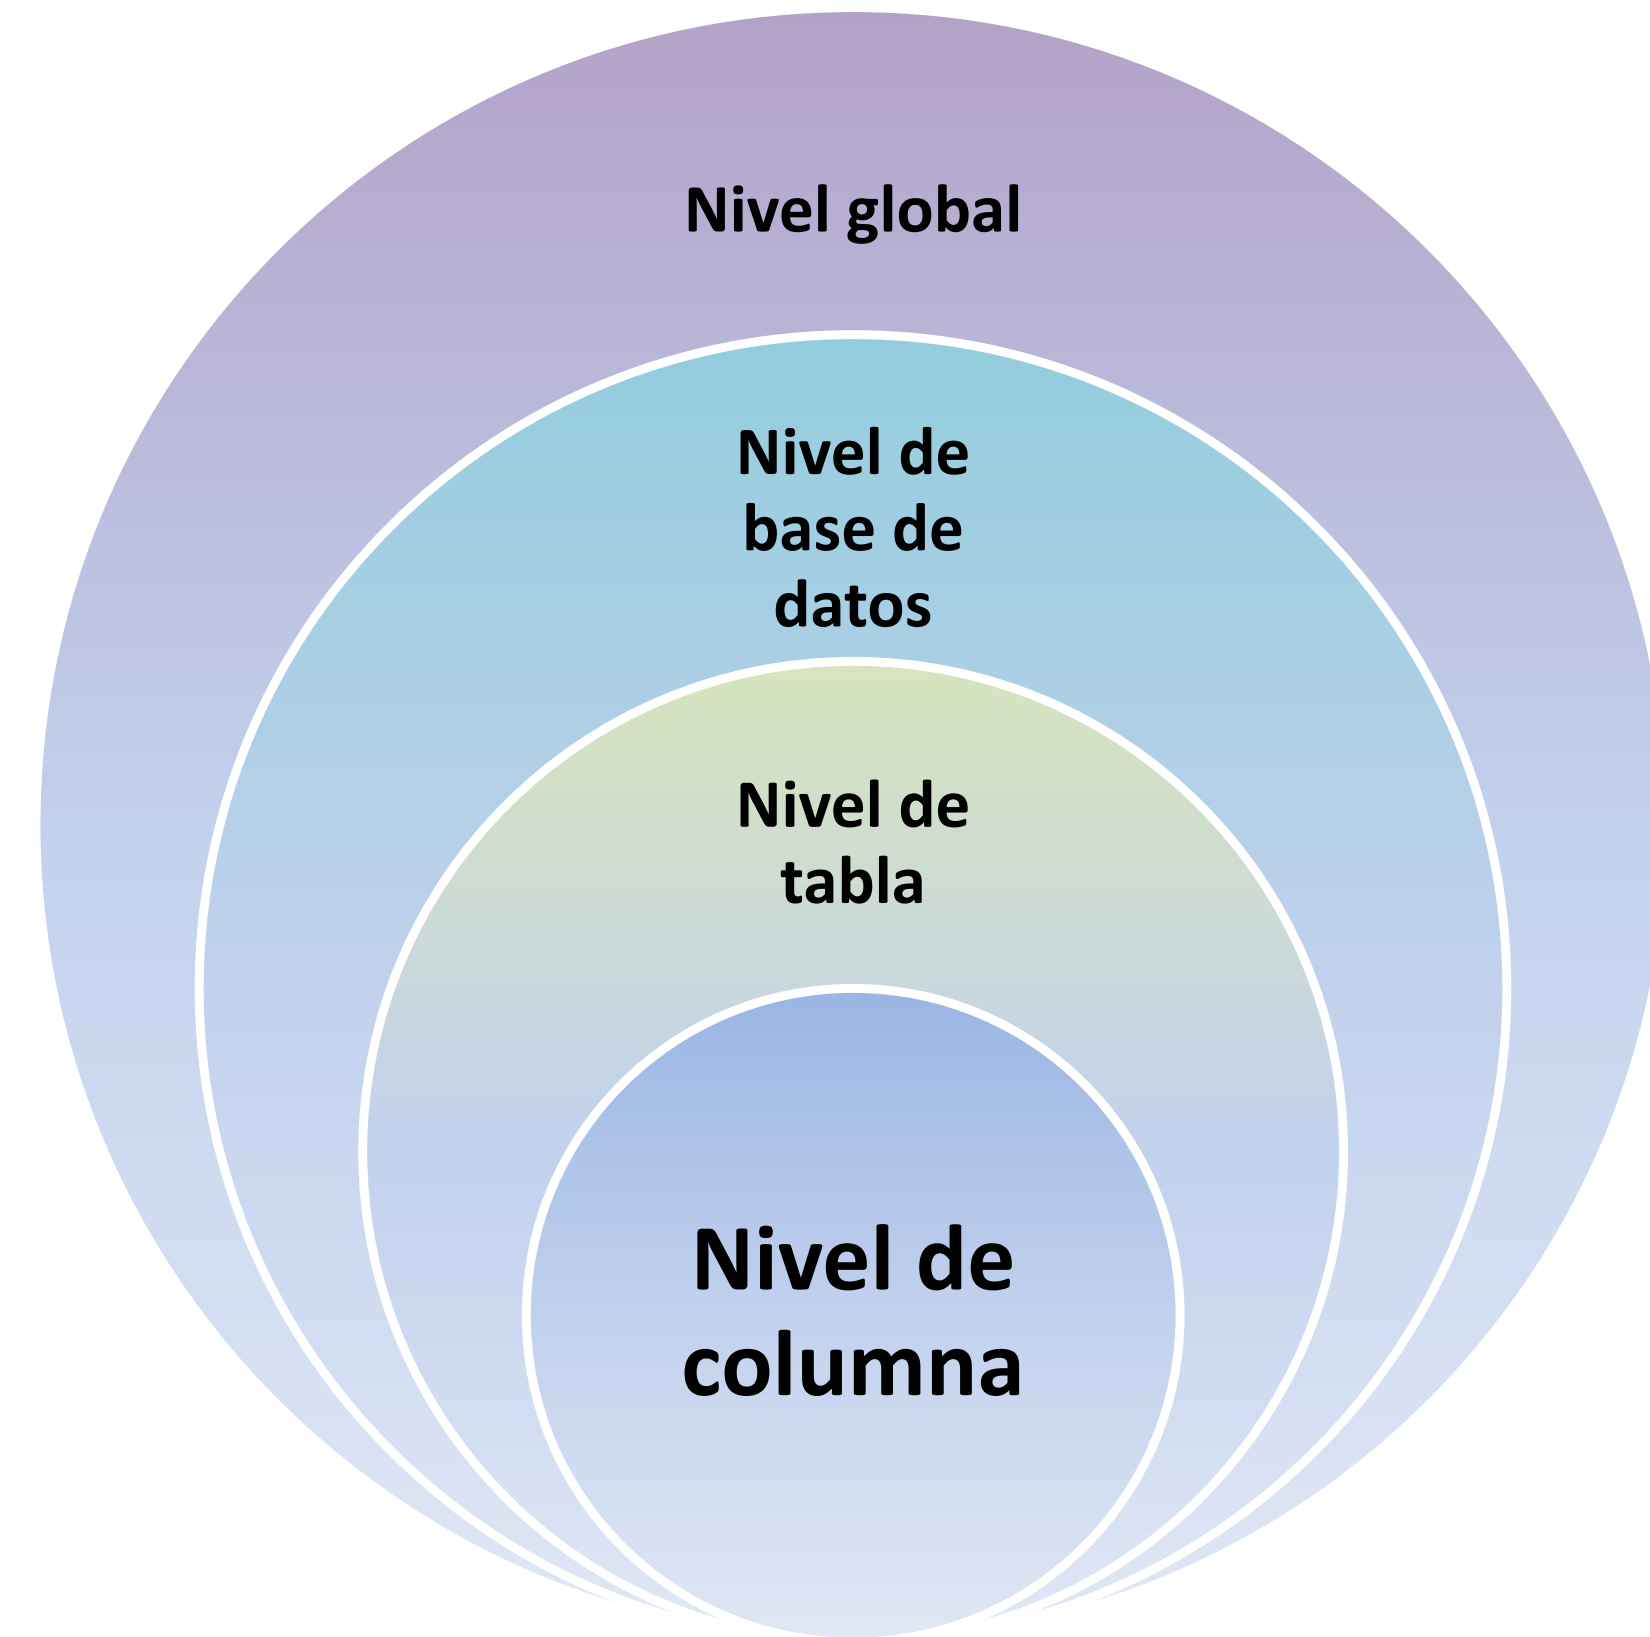 Nivel global
Nivel de
base de
datos
Nivel de
tabla
Nivel de
columna